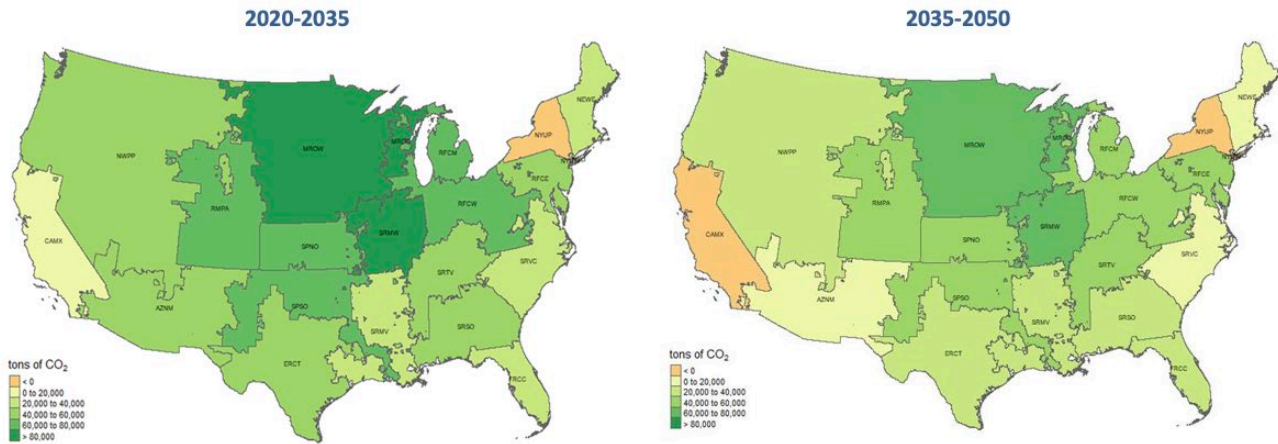 2020-2035
NWPP
MROW
MROE
RFCM
NYUP
NEWE
RFCE
RFCW
CAMX
RMPA
SPNO
SRMW
SRTV
SRVC
AZNM
SPSO
SRMV
SRSO
ERCT
FRCC
tons of CO₂
< 0
0 to 20,000
20,000 to 40,000
40,000 to 60,000
60,000 to 80,000
> 80,000
2035-2050
NWPP
MROW
MROE
RFCM
NYUP
NEWE
RFCE
RFCW
CAMX
RMPA
SPNO
SRMW
SRTV
SRVC
AZNM
SPSO
SRMV
SRSO
ERCT
FRCC
tons of CO₂
< 0
0 to 20,000
20,000 to 40,000
40,000 to 60,000
60,000 to 80,000
> 80,000